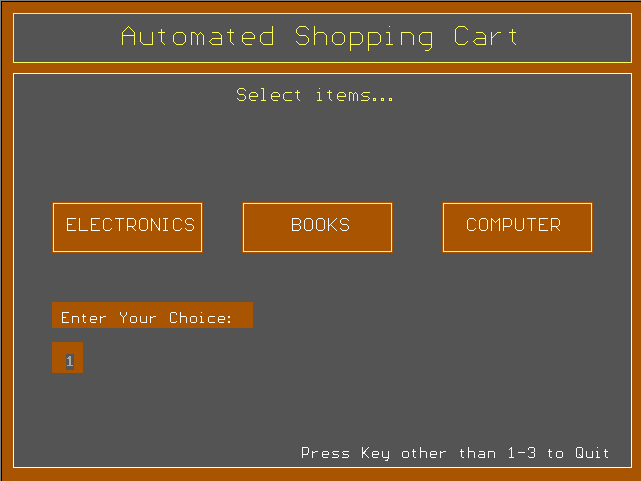 Automated Shopping Cart
Select items...
ELECTRONICS BOOKS COMPUTER
Enter Your Choice:
1
Press Key other than 1-3 to Quit